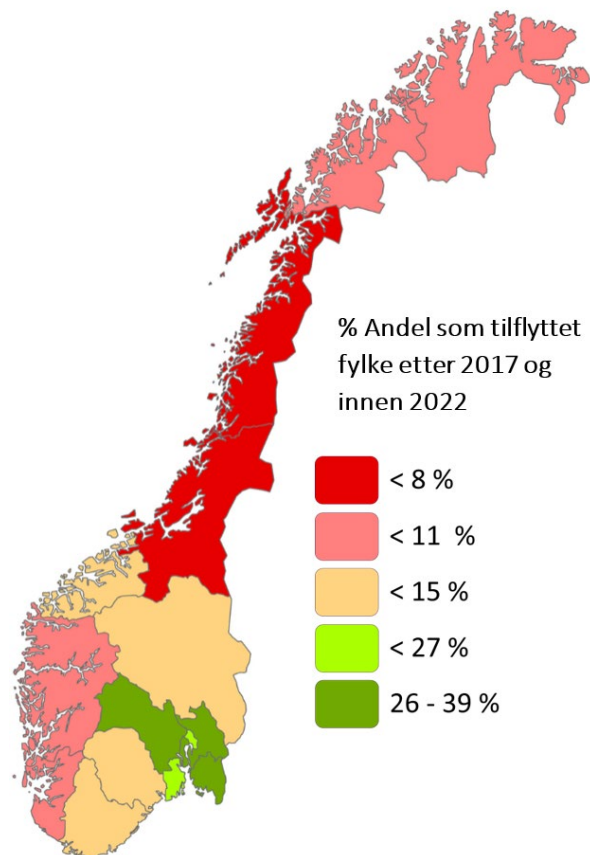 % Andel som tilflyttet
fylke etter 2017 og
innen 2022
< 8 %
< 11 %
< 15 %
< 27 %
26 - 39 %